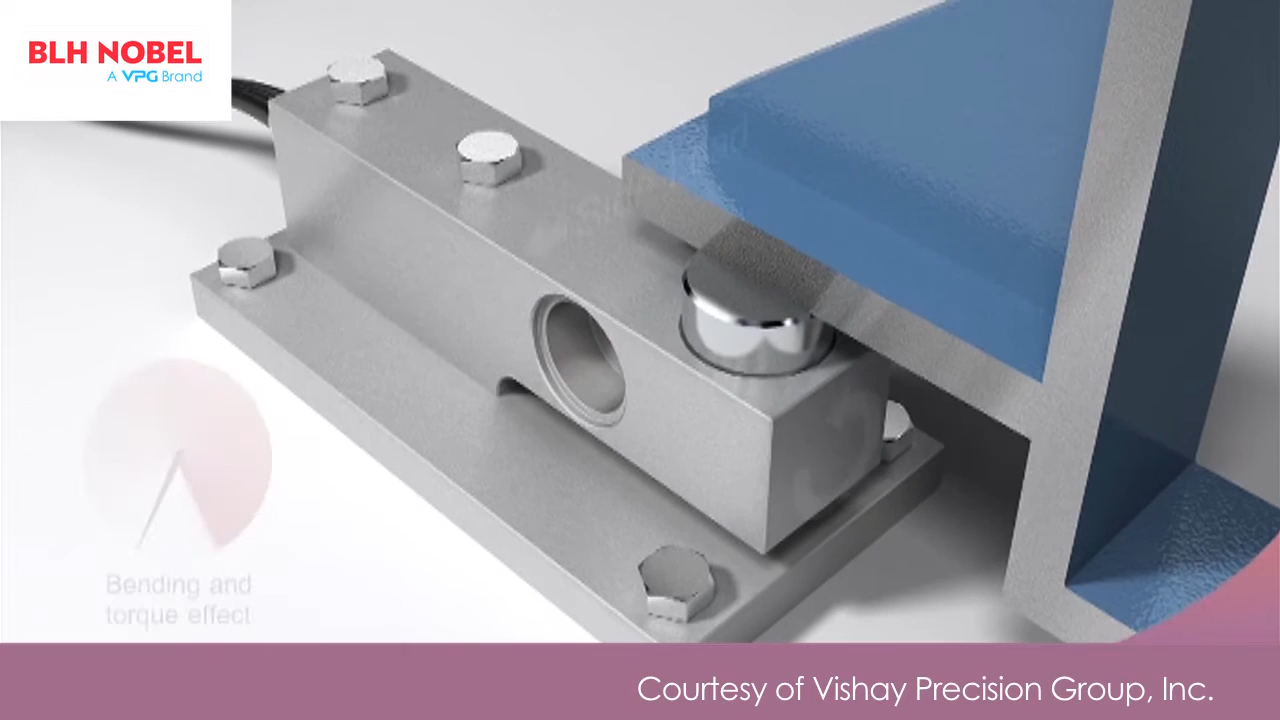 BLH NOBEL
A VPG Brand
Bending and
torque effect
Courtesy of Vishay Precision Group, Inc.